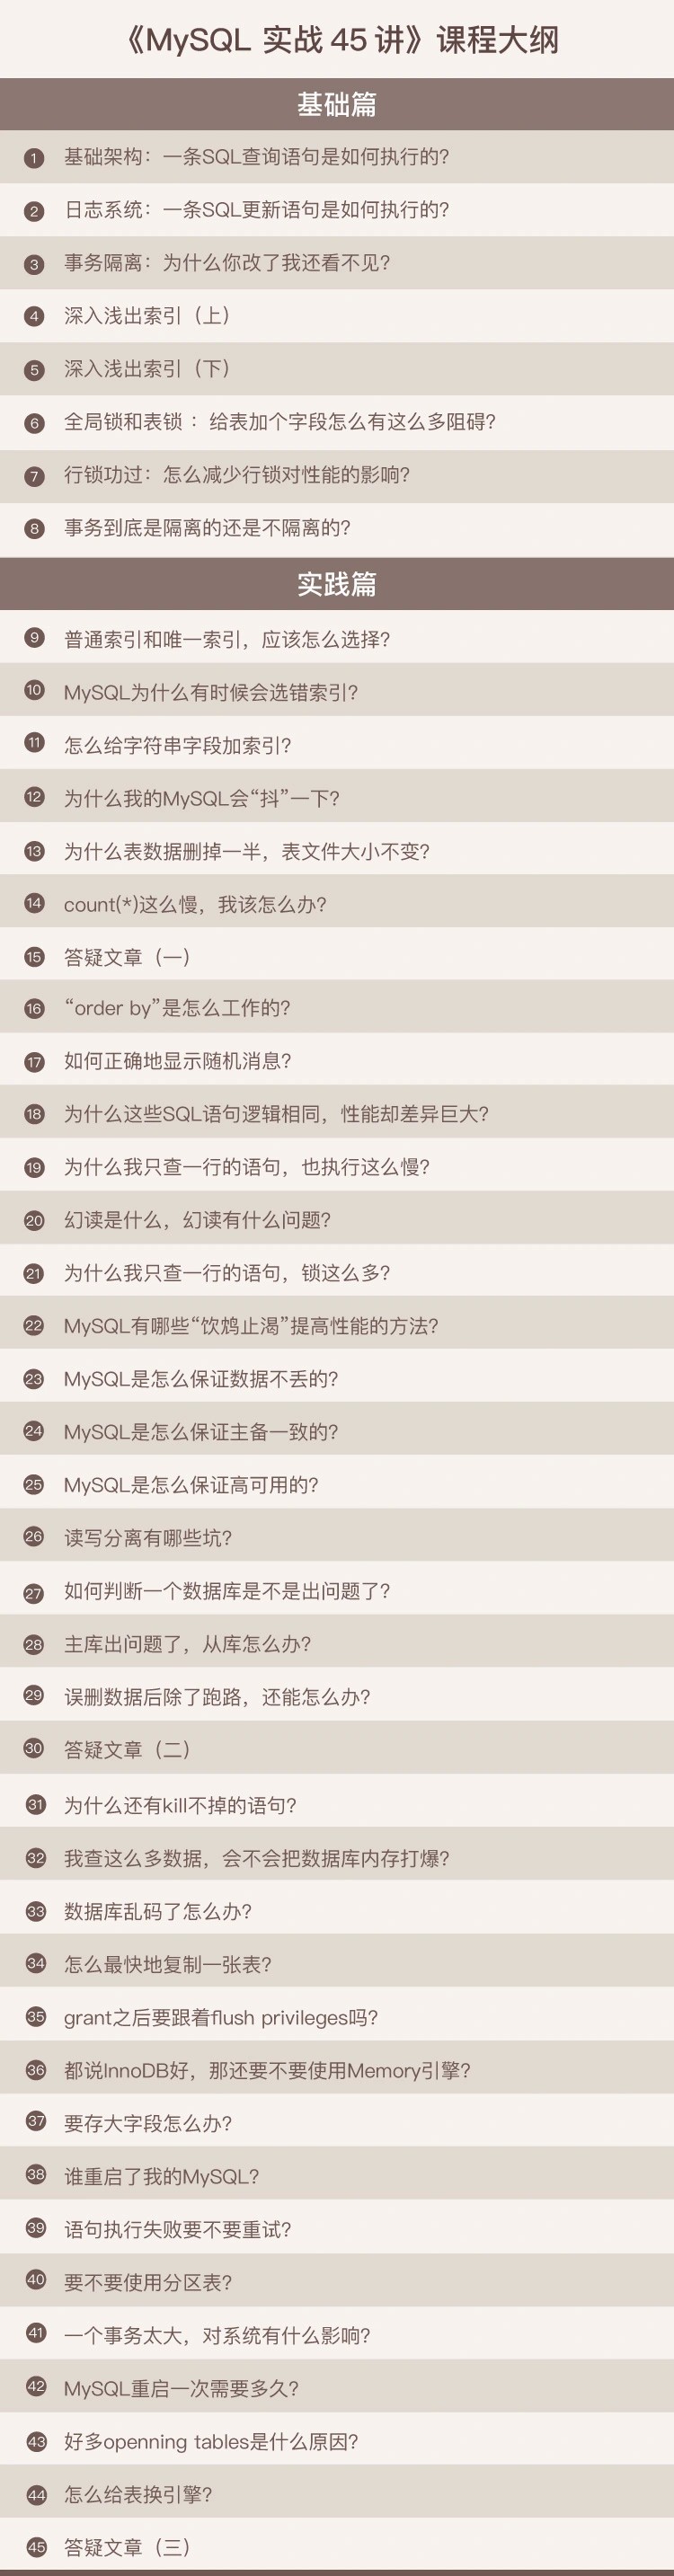 《MySQL 实战 45 讲》课程大纲
基础篇
1 基础架构：一条SQL查询语句是如何执行的?
2 日志系统：一条SQL更新语句是如何执行的?
3 事务隔离：为什么你改了我还看不见?
4 深入浅出索引（上）
5 深入浅出索引（下）
6 全局锁和表锁 ：给表加个字段怎么有这么多阻碍?
7 行锁功过：怎么减少行锁对性能的影响?
8 事务到底是隔离的还是不隔离的?
实践篇
9 普通索引和唯一索引，应该怎么选择?
10 MySQL为什么有时候会选错索引?
11 怎么给字符串字段加索引?
12 为什么我的MySQL会“抖”一下?
13 为什么表数据删掉一半，表文件大小不变?
14 count(*)这么慢，我该怎么办?
15 答疑文章（一）
16 “order by”是怎么工作的?
17 如何正确地显示随机消息?
18 为什么这些SQL语句逻辑相同，性能却差异巨大?
19 为什么我只查一行的语句，也执行这么慢?
20 幻读是什么，幻读有什么问题?
21 为什么我只查一行的语句，锁这么多?
22 MySQL有哪些“饮鸩止渴”提高性能的方法?
23 MySQL是怎么保证数据不丢的?
24 MySQL是怎么保证主备一致的?
25 MySQL是怎么保证高可用的?
26 读写分离有哪些坑?
27 如何判断一个数据库是不是出问题了?
28 主库出问题了，从库怎么办?
29 误删数据后除了跑路，还能怎么办?
30 答疑文章（二）
31 为什么还有kill不掉的语句?
32 我查这么多数据，会不会把数据库内存打爆?
33 数据库乱码了怎么办?
34 怎么最快地复制一张表?
35 grant之后要跟着flush privileges吗?
36 都说InnoDB好，那还要不要使用Memory引擎?
37 要存大字段怎么办?
38 谁重启了我的MySQL?
39 语句执行失败要不要重试?
40 要不要使用分区表?
41 一个事务太大，对系统有什么影响?
42 MySQL重启一次需要多久?
43 好多openning tables是什么原因?
44 怎么给表换引擎?
45 答疑文章（三）